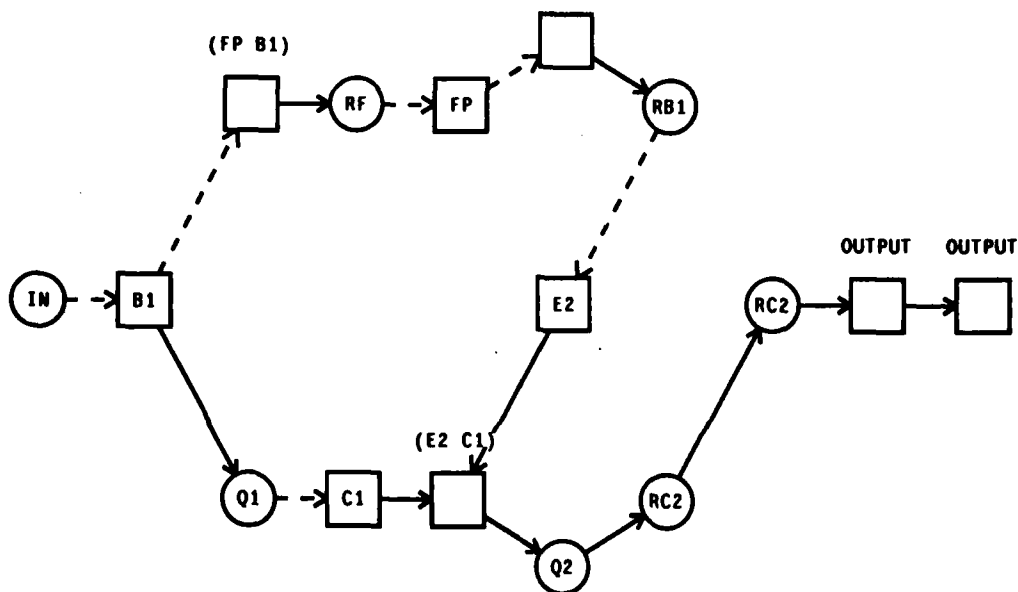 (FP B1)
RF
FP
RB1
OUTPUT
OUTPUT
IN
B1
E2
RC2
(E2 C1)
Q1
C1
RC2
Q2